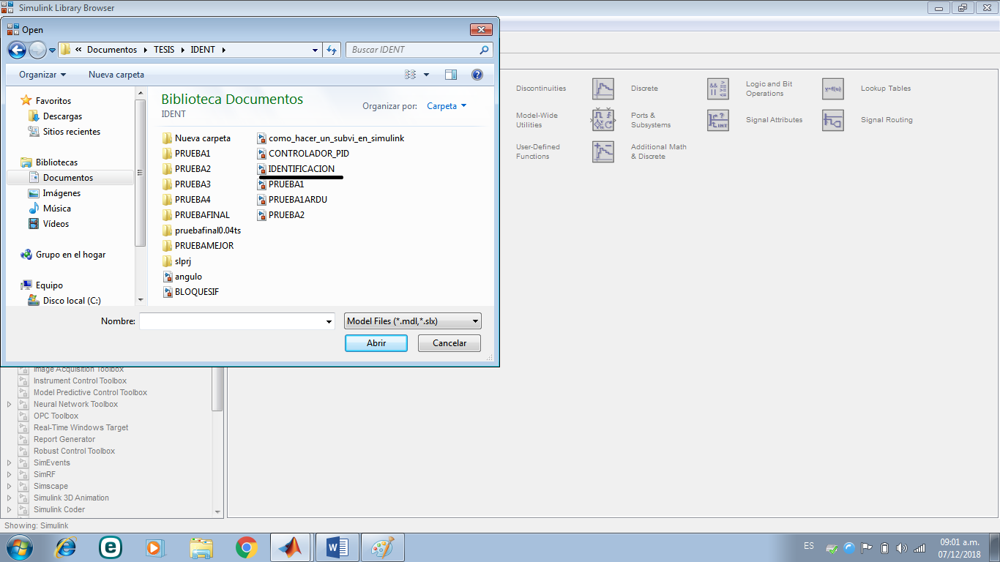 Simulink Library Browser
Open
« Documentos TESIS IDENT
Buscar IDENT
Organizar Nueva carpeta
Favoritos
Descargas
Sitios recientes
Bibliotecas
Documentos
Imágenes
Música
Vídeos
Grupo en el hogar
Equipo
Disco local (C:)
Biblioteca Documentos
IDENT
Organizar por: Carpeta
Nueva carpeta
PRUEBA1
PRUEBA2
PRUEBA3
PRUEBA4
PRUEBAFINAL
pruebafinal0.04ts
PRUEBAMEJOR
slprj
angulo
BLOQUESIF
como_hacer_un_subvi_en_simulink
CONTROLADOR_PID
IDENTIFICACION
PRUEBA1
PRUEBA1ARDU
PRUEBA2
Nombre:
Model Files (*.mdl,*.slx)
Abrir Cancelar
Discontinuities
Discrete
Logic and Bit
Operations
Lookup Tables
Model-Wide
Utilities
Ports &
Subsystems
Signal Attributes
Signal Routing
User-Defined
Functions
Additional Math
& Discrete
Image Acquisition Toolbox
Instrument Control Toolbox
Model Predictive Control Toolbox
Neural Network Toolbox
OPC Toolbox
Real-Time Windows Target
Report Generator
Robust Control Toolbox
SimEvents
SimRF
Simscape
Simulink 3D Animation
Simulink Coder
Showing: Simulink
ES
09:01 a.m.
07/12/2018